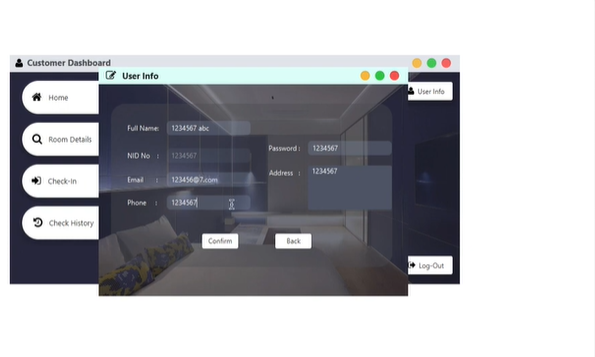 Customer Dashboard
User Info
Home
Room Details
Check-In
Check History
Full Name: 1234567 abc
NID No : 1234567
Email : 123456@7.com
Phone : 1234567
Password : 1234567
Address : 1234567
Confirm
Back
User Info
Log-Out